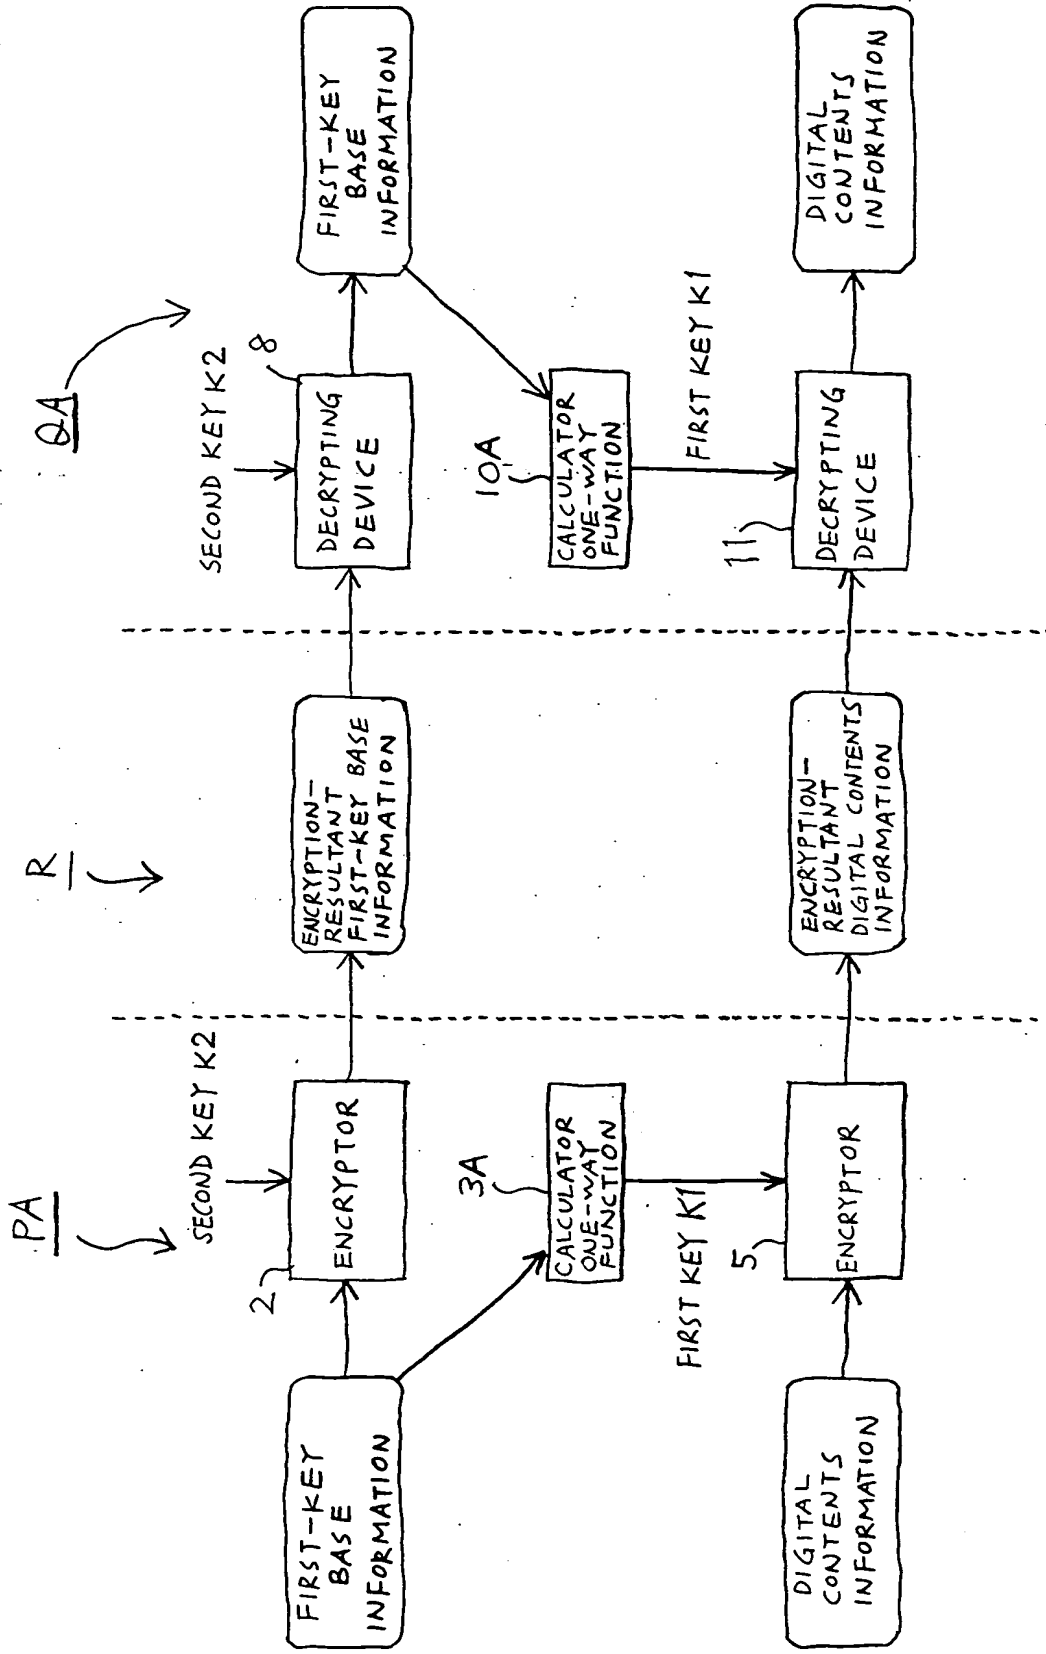 PA
R
QA
SECOND KEY K2
SECOND KEY K2
2
8
FIRST-KEY
BASE
INFORMATION
ENCRYPTOR
ENCRYPTION-
RESULTANT
FIRST-KEY BASE
INFORMATION
DECRYPTING
DEVICE
FIRST-KEY
BASE
INFORMATION
3A
CALCULATOR
ONE-WAY
FUNCTION
10A
CALCULATOR
ONE-WAY
FUNCTION
FIRST KEY K1
FIRST KEY K1
5
11
DIGITAL
CONTENTS
INFORMATION
ENCRYPTOR
ENCRYPTION-
RESULTANT
DIGITAL CONTENTS
INFORMATION
DECRYPTING
DEVICE
DIGITAL
CONTENTS
INFORMATION